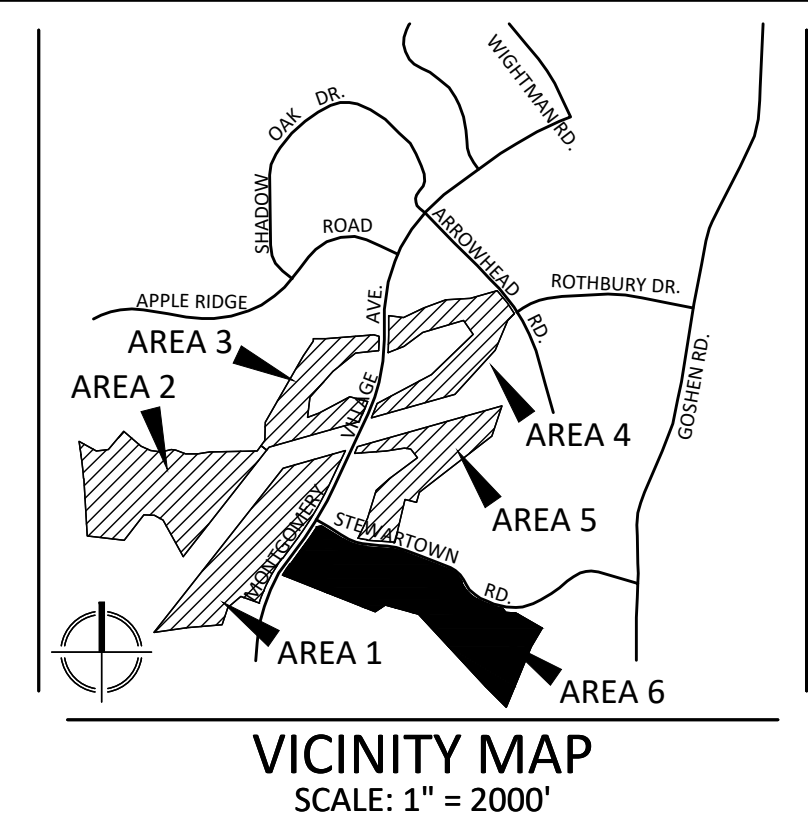 WIGHTMAN RD.
SHADOW OAK DR.
ARROWHEAD RD.
APPLE RIDGE ROAD
ROTHBURY DR.
GOSHEN RD.
MONTGOMERY VILLAGE AVE.
AREA 3
AREA 2
AREA 4
AREA 5
STEWARTOWN RD.
AREA 1
AREA 6
VICINITY MAP
SCALE: 1" = 2000'